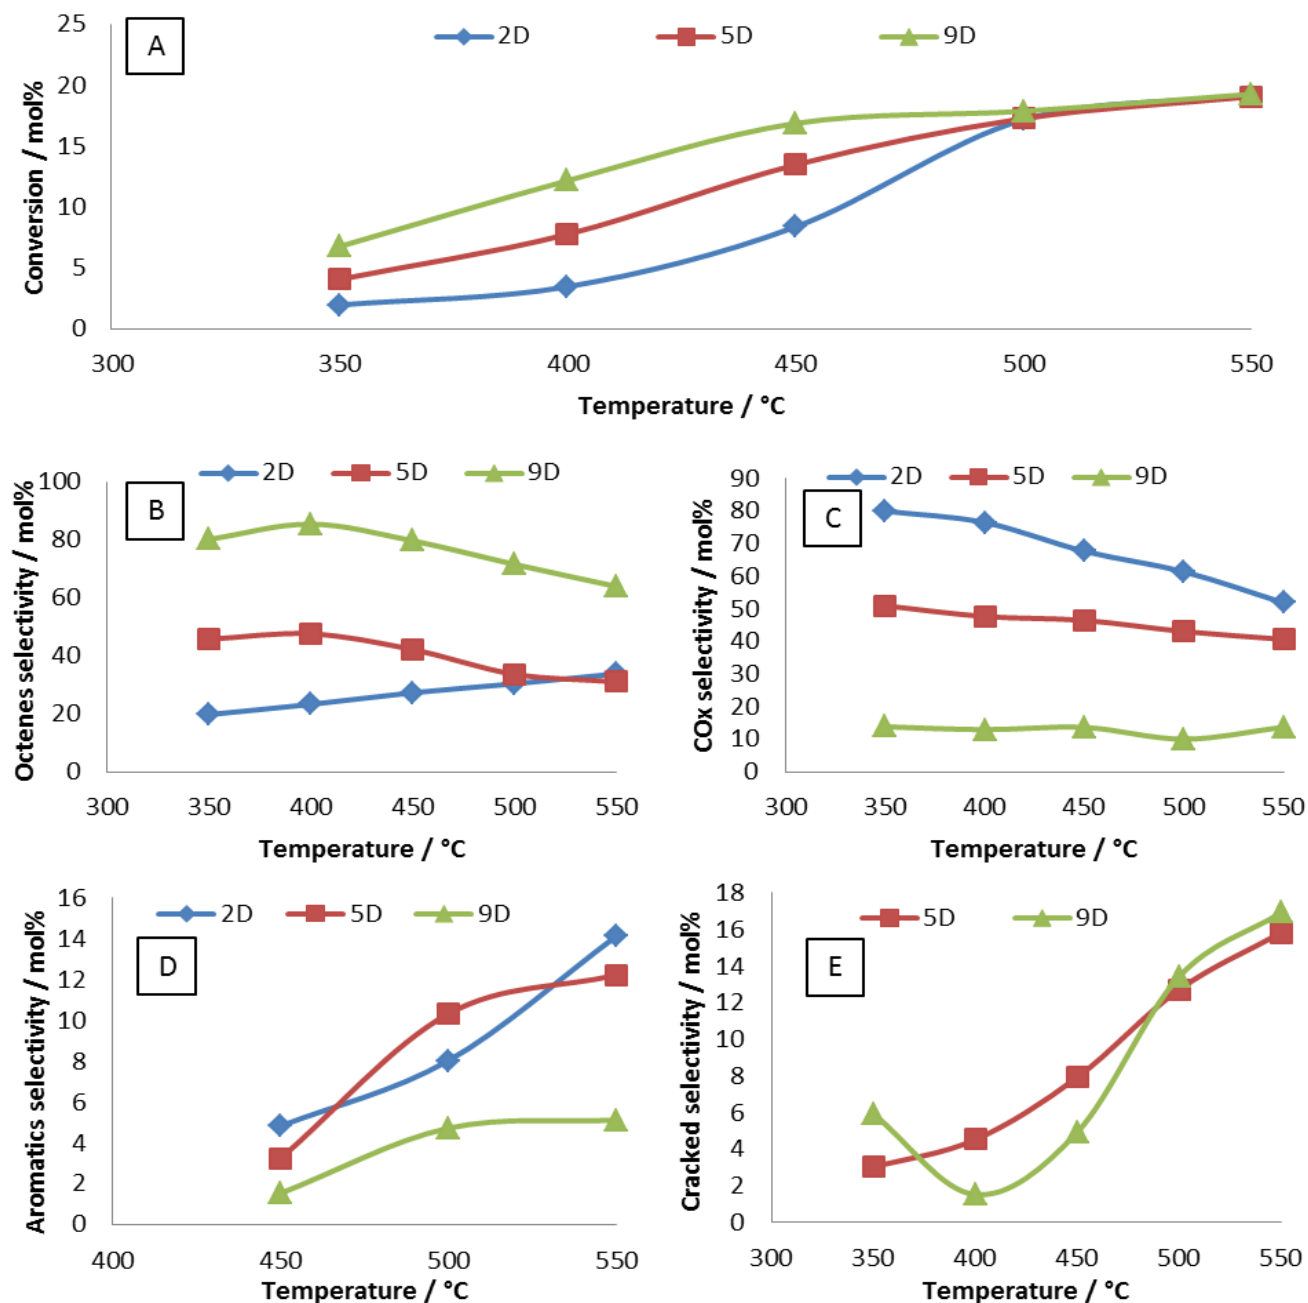 A
2D 5D 9D
Conversion / mol%
25
20
15
10
5
0
300 350 400 450 500 550
Temperature / °C
B
2D 5D 9D
Octenes selectivity / mol%
100
80
60
40
20
0
300 350 400 450 500 550
Temperature / °C
C
2D 5D 9D
COx selectivity / mol%
90
80
70
60
50
40
30
20
10
0
300 350 400 450 500 550
Temperature / °C
D
2D 5D 9D
Aromatics selectivity / mol%
16
14
12
10
8
6
4
2
0
400 450 500 550
Temperature / °C
E
5D 9D
Cracked selectivity / mol%
18
16
14
12
10
8
6
4
2
0
300 350 400 450 500 550
Temperature / °C